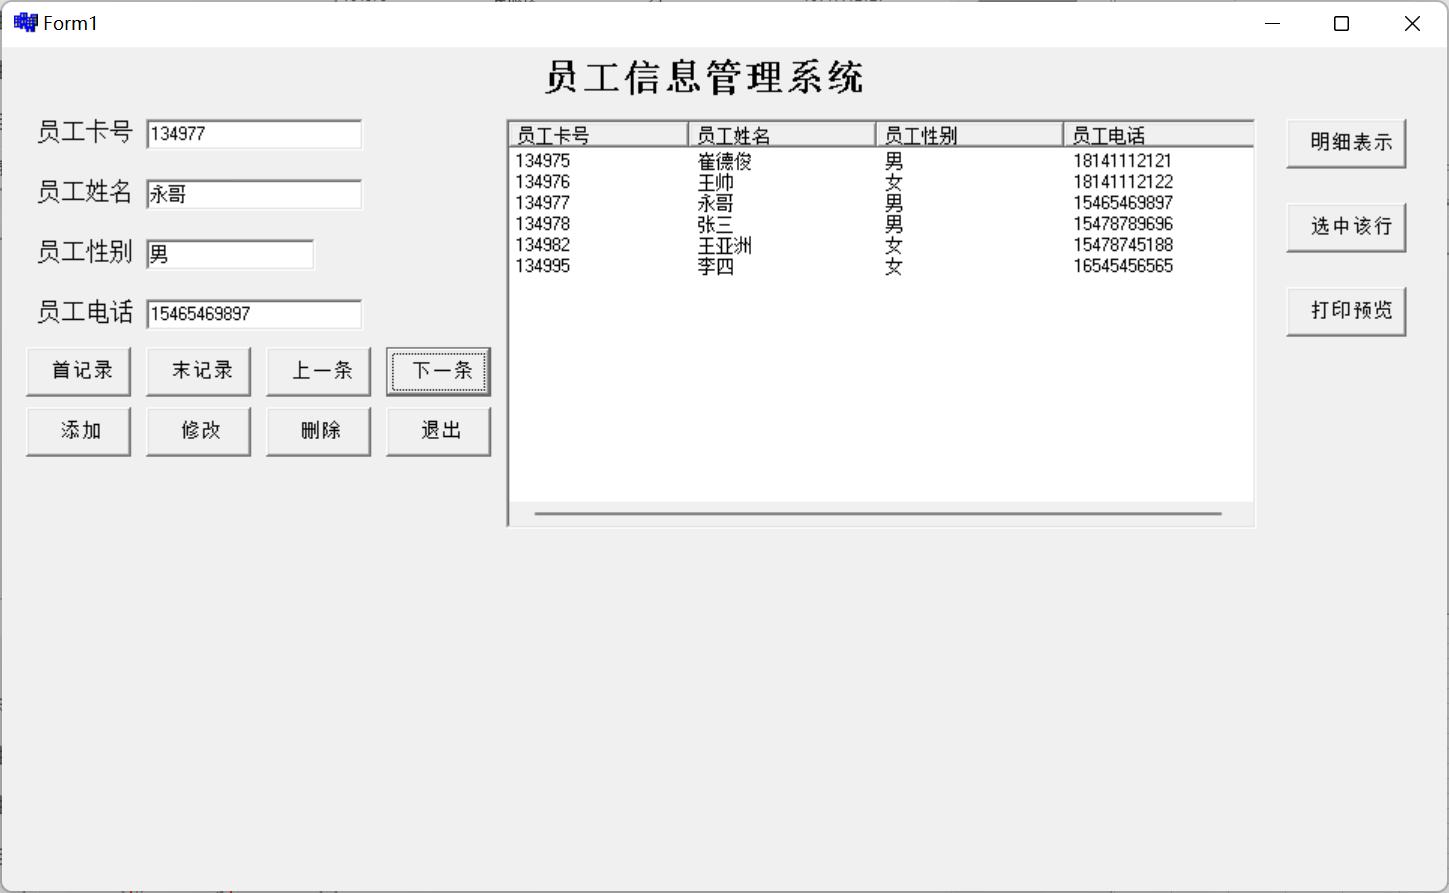 Form1
员工信息管理系统
员工卡号 134977
员工姓名 永哥
员工性别 男
员工电话 15465469897
首记录 末记录 上一条 下一条
添加 修改 删除 退出
员工卡号 员工姓名 员工性别 员工电话
134975 崔德俊 男 18141112121
134976 王帅 女 18141112122
134977 永哥 男 15465469897
134978 张三 男 15478789696
134982 王亚洲 女 15478745188
134995 李四 女 16545456565
明细表示
选中该行
打印预览